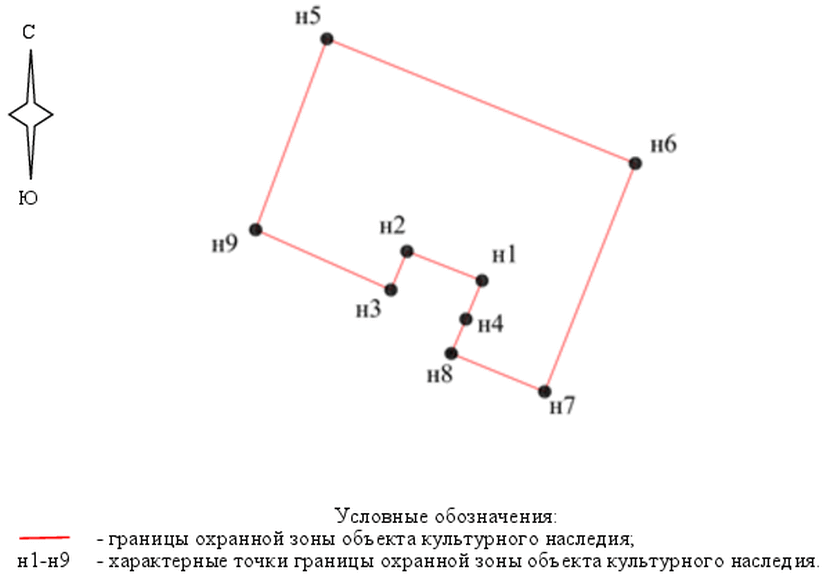 н5
С
н6
Ю
н2
н9
н1
н3
н4
н8
н7
Условные обозначения:
- границы охранной зоны объекта культурного наследия;
н1-н9 - характерные точки границы охранной зоны объекта культурного наследия.